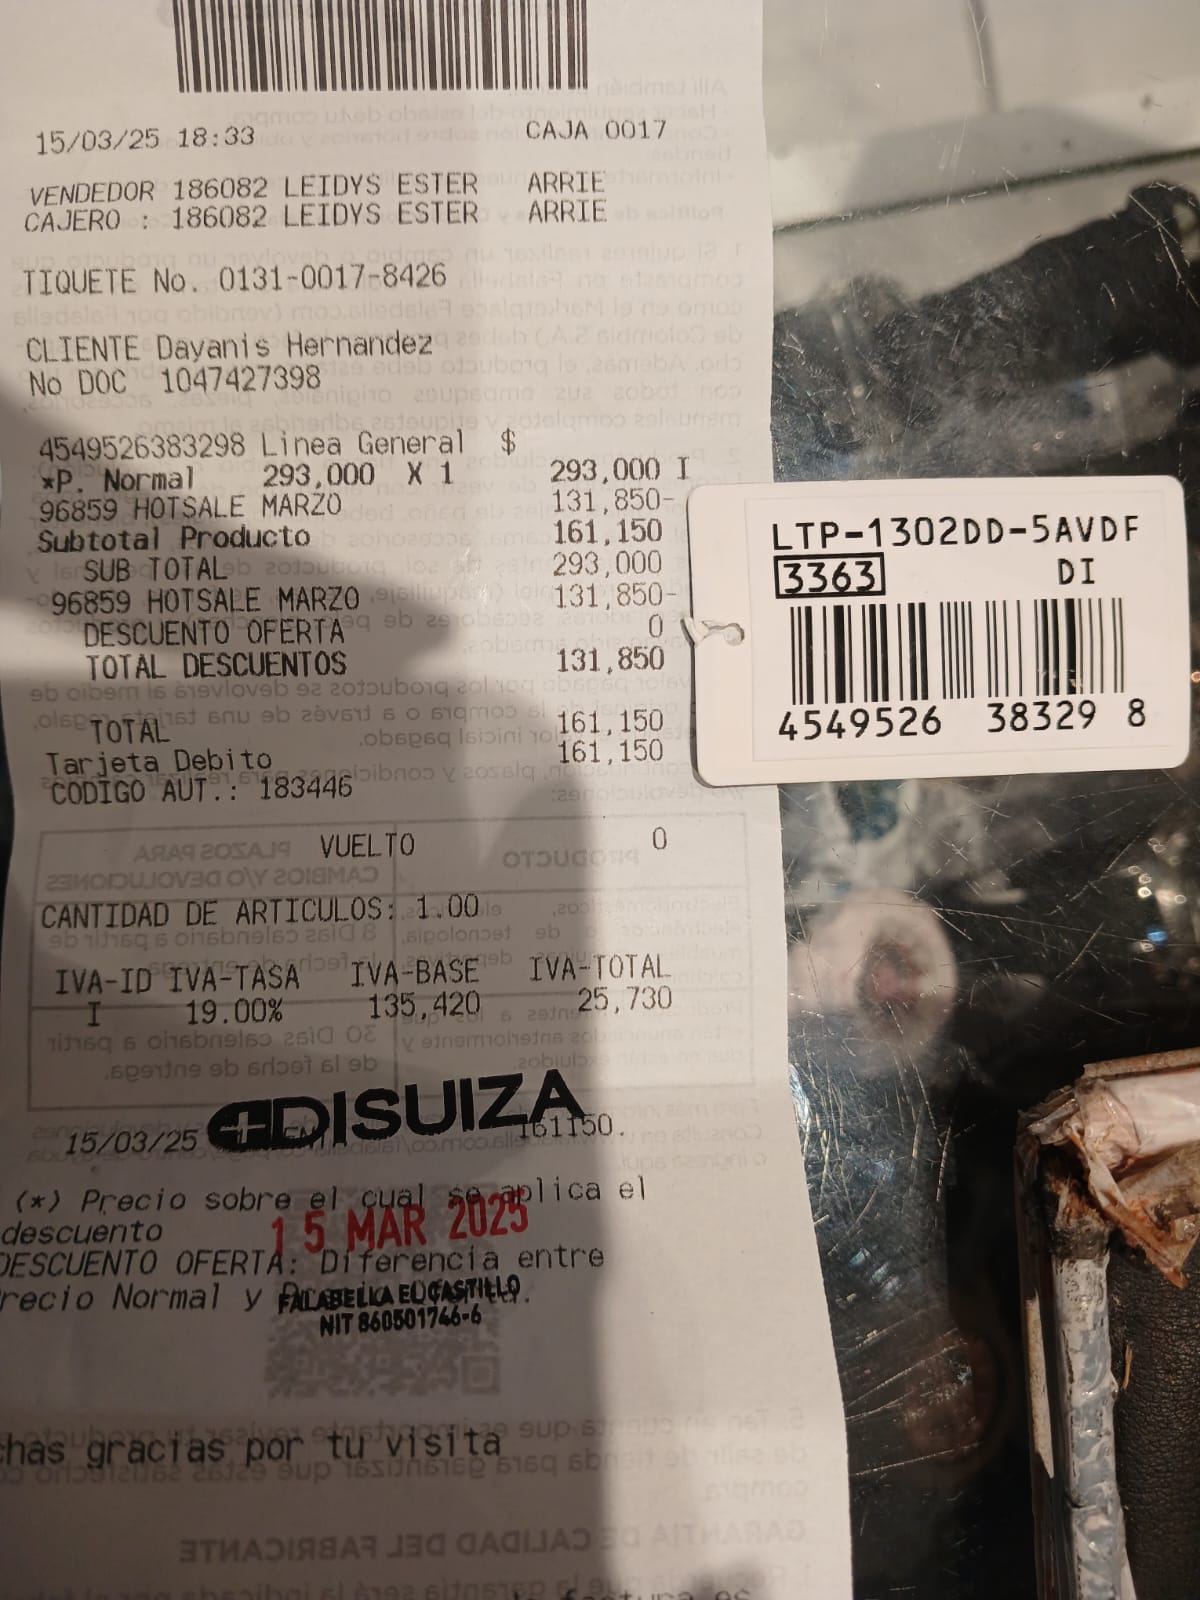 15/03/25 18:33 CAJA 0017
VENDEDOR 186082 LEIDYS ESTER ARRIE
CAJERO : 186082 LEIDYS ESTER ARRIE
TIQUETE No. 0131-0017-8426
CLIENTE Dayanis Hernandez
No DOC 1047427398
4549526383298 Linea General $
*P. Normal 293,000 X 1 293,000 I
96859 HOTSALE MARZO 131,850-
Subtotal Producto 161,150
SUB TOTAL 293,000
96859 HOTSALE MARZO 131,850-
DESCUENTO OFERTA 0
TOTAL DESCUENTOS 131,850
TOTAL 161,150
Tarjeta Debito 161,150
CODIGO AUT.: 183446
VUELTO 0
CANTIDAD DE ARTICULOS: 1.00
IVA-ID IVA-TASA IVA-BASE IVA-TOTAL
I 19.00% 135,420 25,730
DISUIZA
15/03/25 161150.
(*) Precio sobre el cual se aplica el
descuento
15 MAR 2025
DESCUENTO OFERTA: Diferencia entre
recio Normal y
FALABELLA EL CASTILLO
NIT 860501746-6
chas gracias por tu visita
factura es
LTP-1302DD-5AVDF
3363 DI
4549526 38329 8